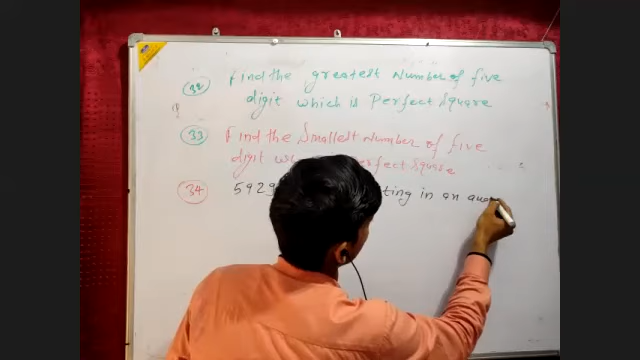 32 Find the greatest Number of five
digit which is Perfect Square
33 Find the Smallest Number of five
digit Perfect Square
34 5929 ting in an